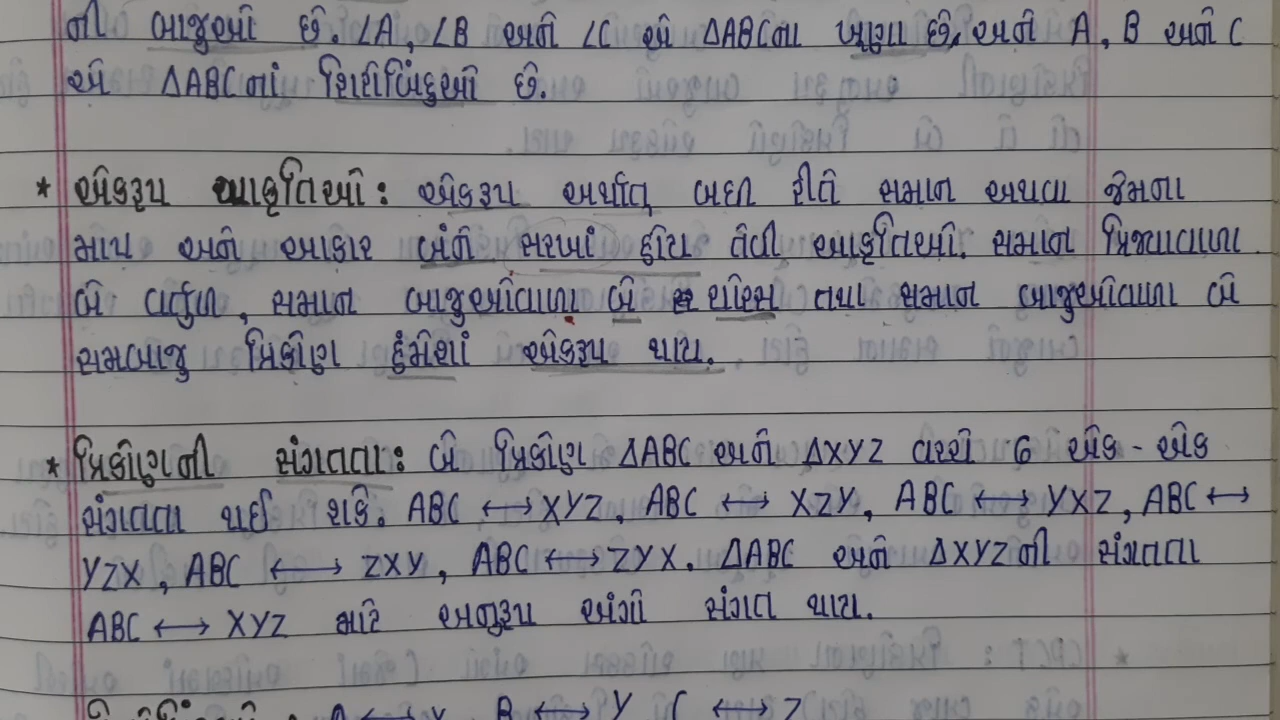 ની બાજુઓ છે. ∠A, ∠B અને ∠C એ ΔABCના ખૂણા છે. અને A, B અને C
એ ΔABCનાં શિરોબિંદુઓ છે.
* એકરૂપ આકૃતિઓ : એકરૂપ અર્થાત્ બધી રીતે સમાન અથવા જેમના
માપ અને આકાર બંને સરખાં હોય તેવી આકૃતિઓ. સમાન ત્રિજ્યાવાળા
બે વર્તુળ, સમાન બાજુઓવાળા બે ચોરસ તથા સમાન બાજુઓવાળા બે
સમબાજુ ત્રિકોણ હંમેશાં એકરૂપ થાય.
* ત્રિકોણની સંગતતા : બે ત્રિકોણ ΔABC અને ΔXYZ વચ્ચે 6 એક - એક
સંગતતા થઈ શકે. ABC ↔ XYZ, ABC ↔ XZY, ABC ↔ YXZ, ABC ↔
YZX, ABC ↔ ZXY, ABC ↔ ZYX. ΔABC અને ΔXYZની સંગતતા
ABC ↔ XYZ માટે અનુરૂપ અંગો સંગત થાય.
A ↔ X, B ↔ Y, C ↔ Z